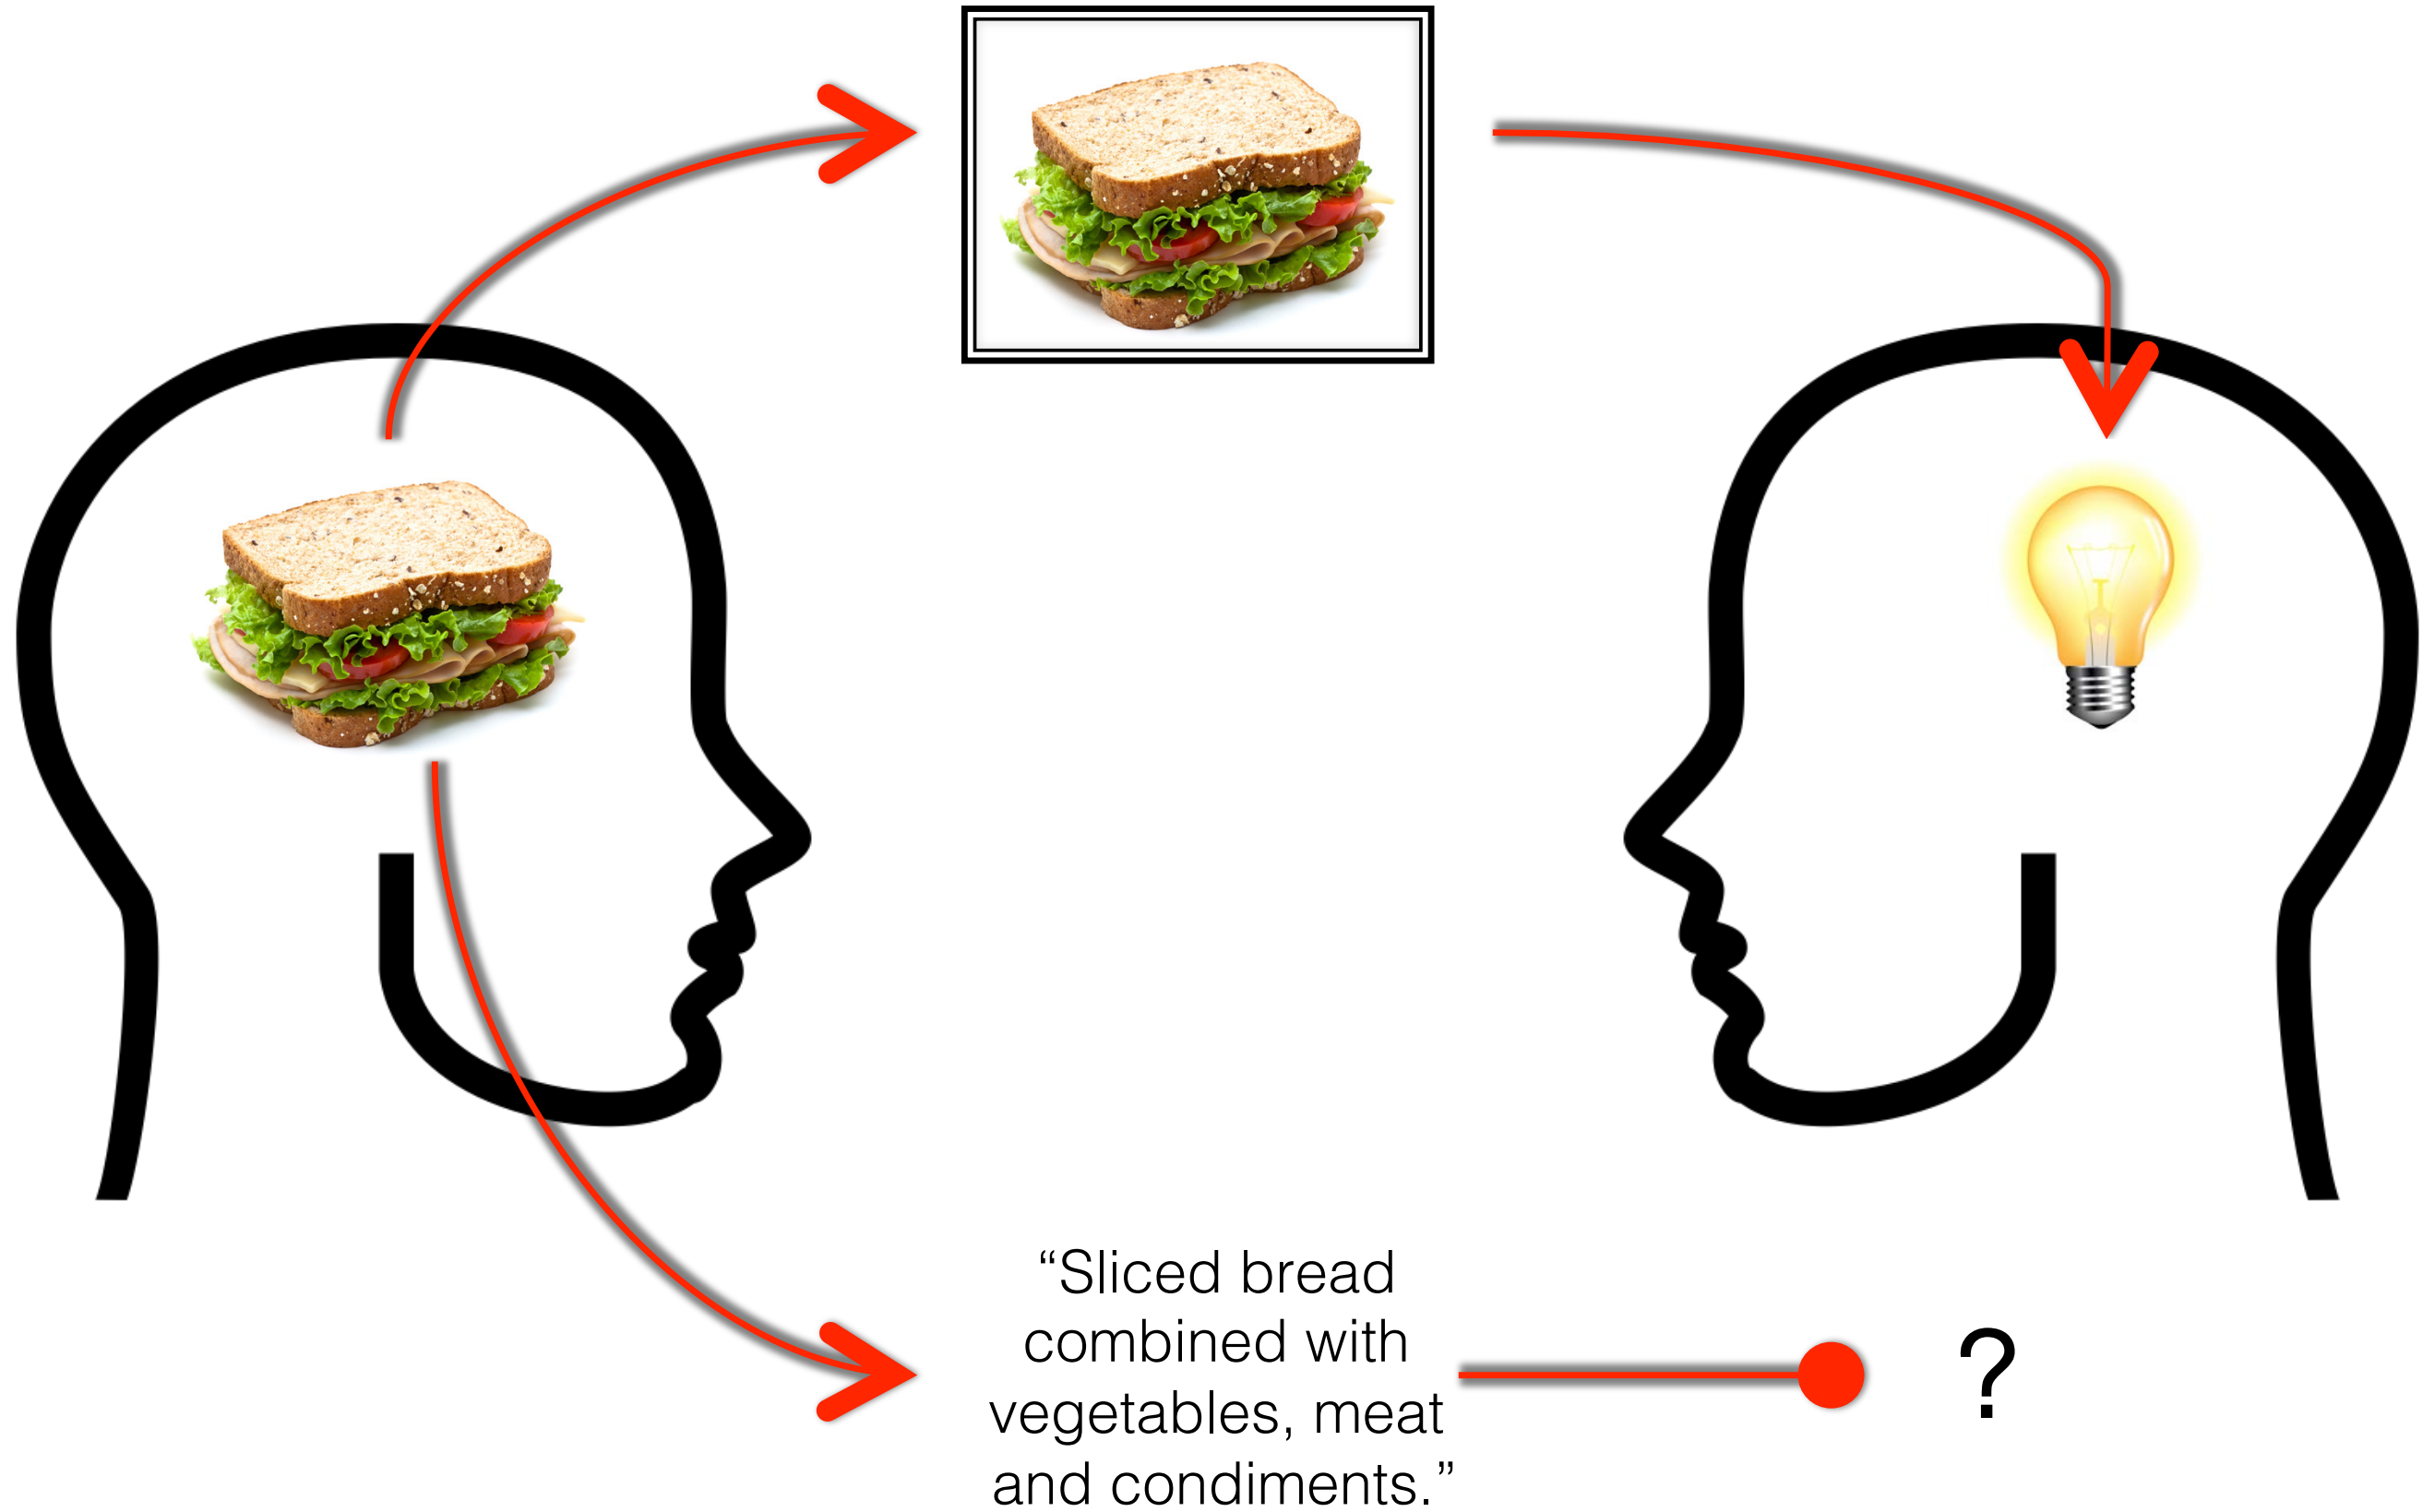 “Sliced bread
combined with
vegetables, meat
and condiments.”
?